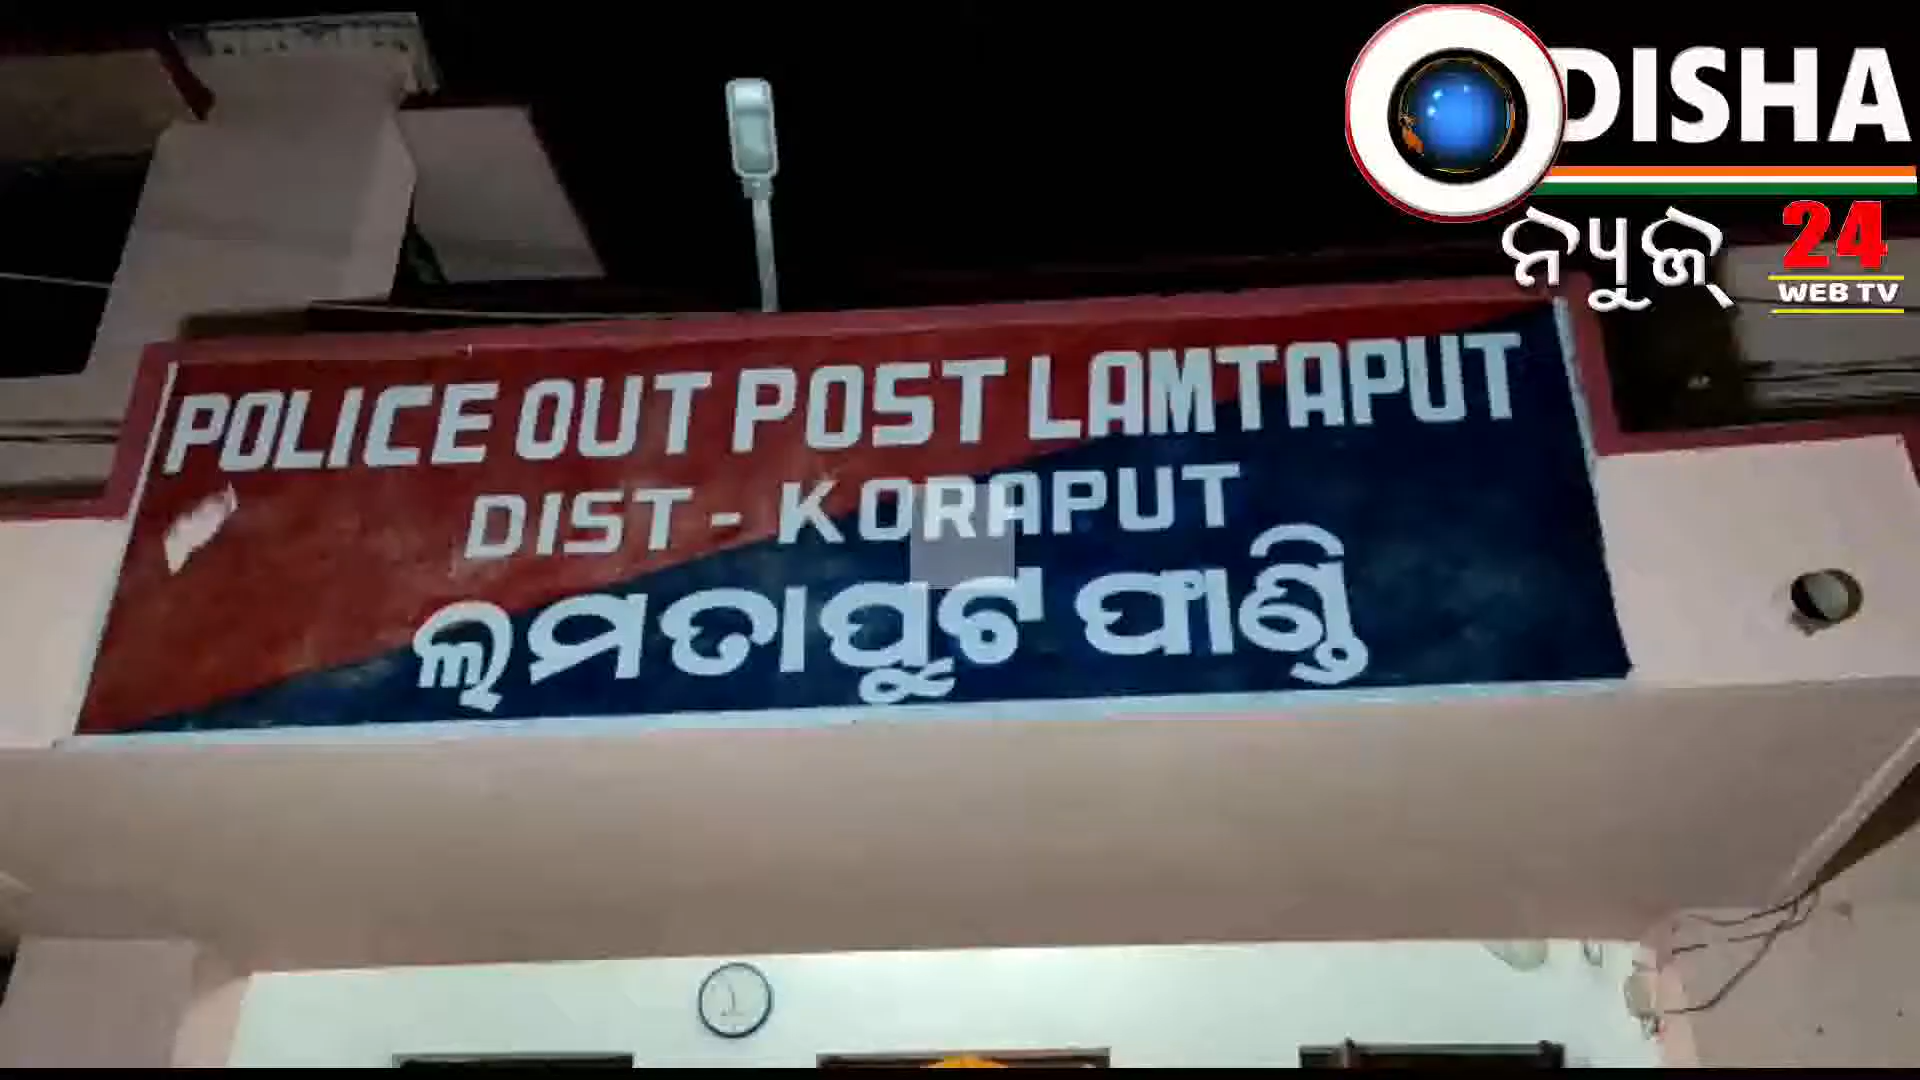 ODISHA
ନ୍ୟୁଜ୍ 24
WEB TV
POLICE OUT POST LAMTAPUT
DIST - KORAPUT
ଲମତାପୁଟ ଫାଣ୍ଡି